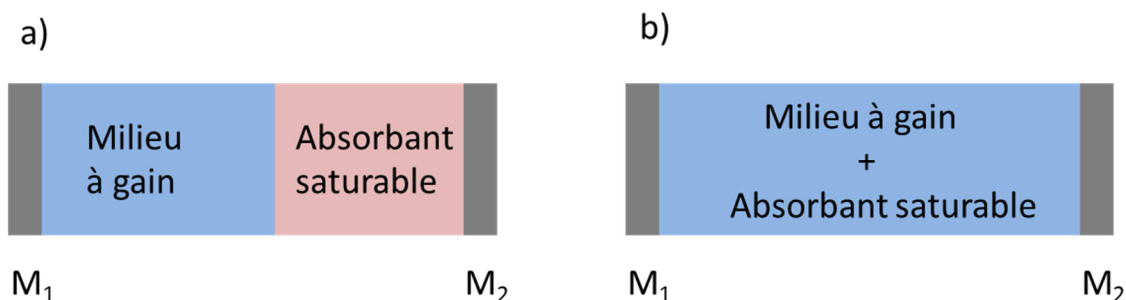 a)
Milieu
à gain
Absorbant
saturable
M₁
M₂
b)
Milieu à gain
+
Absorbant saturable
M₁
M₂